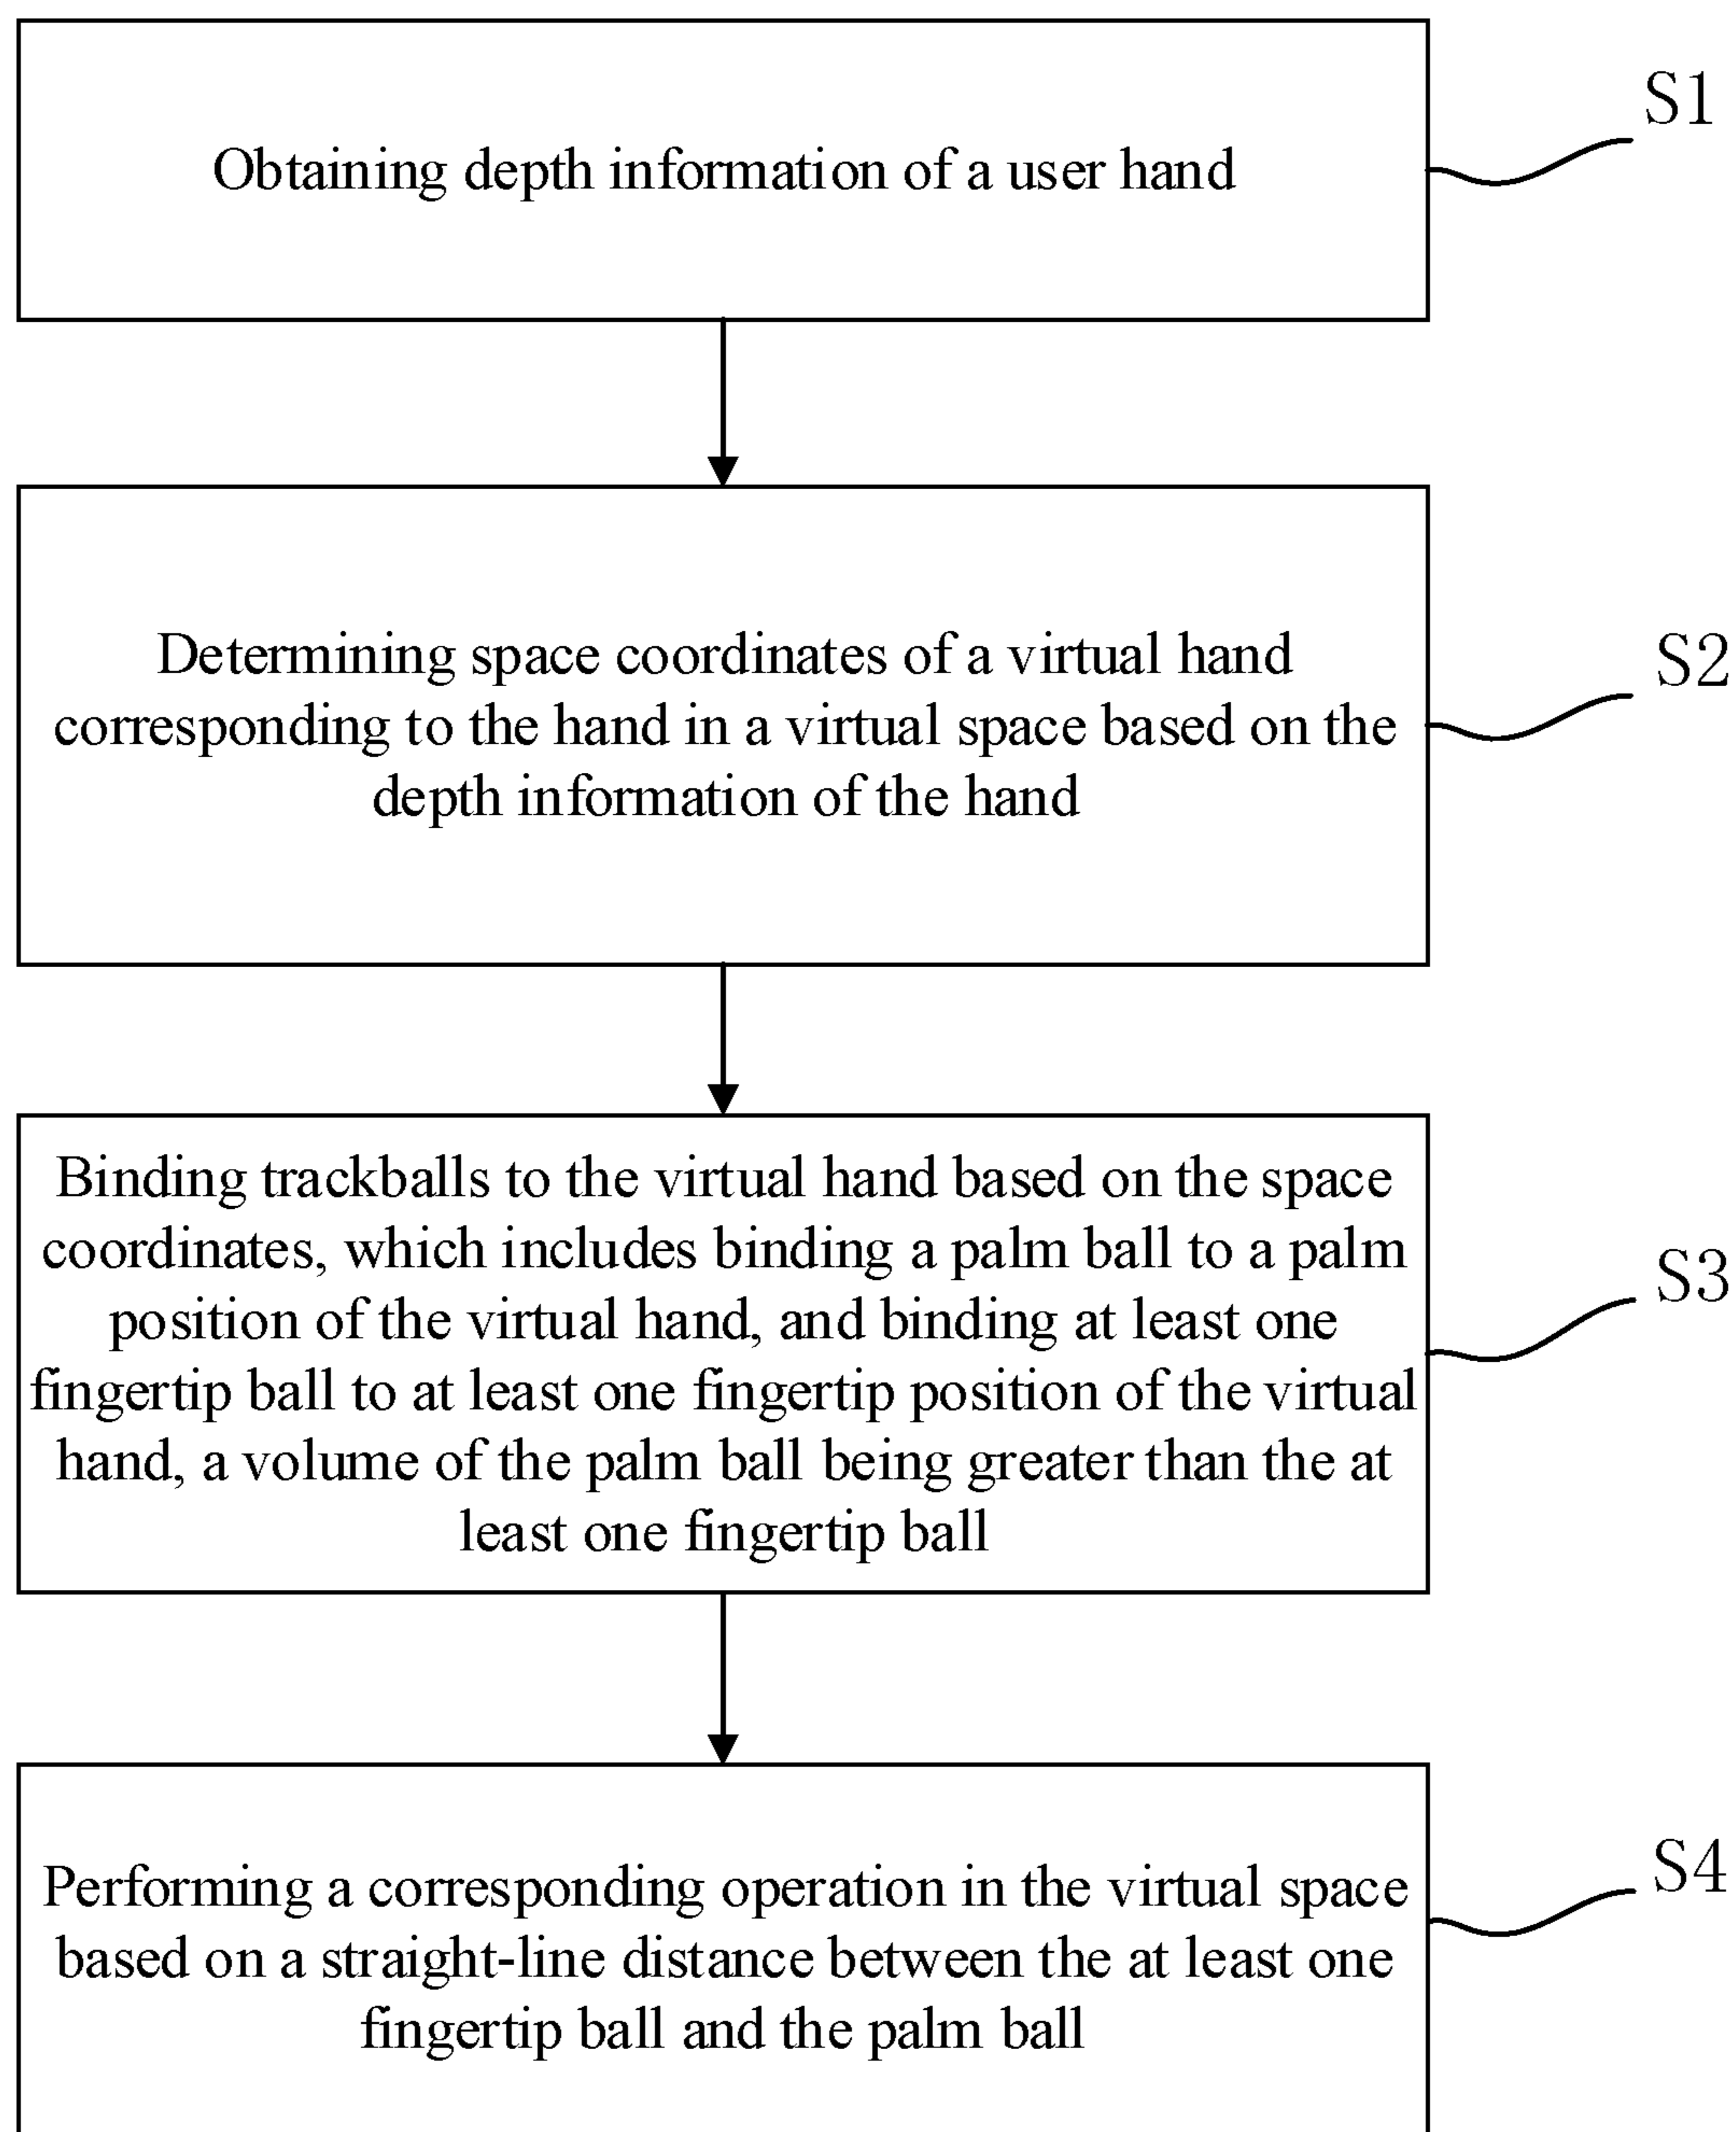 S1
Obtaining depth information of a user hand
S2
Determining space coordinates of a virtual hand
corresponding to the hand in a virtual space based on the
depth information of the hand
S3
Binding trackballs to the virtual hand based on the space
coordinates, which includes binding a palm ball to a palm
position of the virtual hand, and binding at least one
fingertip ball to at least one fingertip position of the virtual
hand, a volume of the palm ball being greater than the at
least one fingertip ball
S4
Performing a corresponding operation in the virtual space
based on a straight-line distance between the at least one
fingertip ball and the palm ball